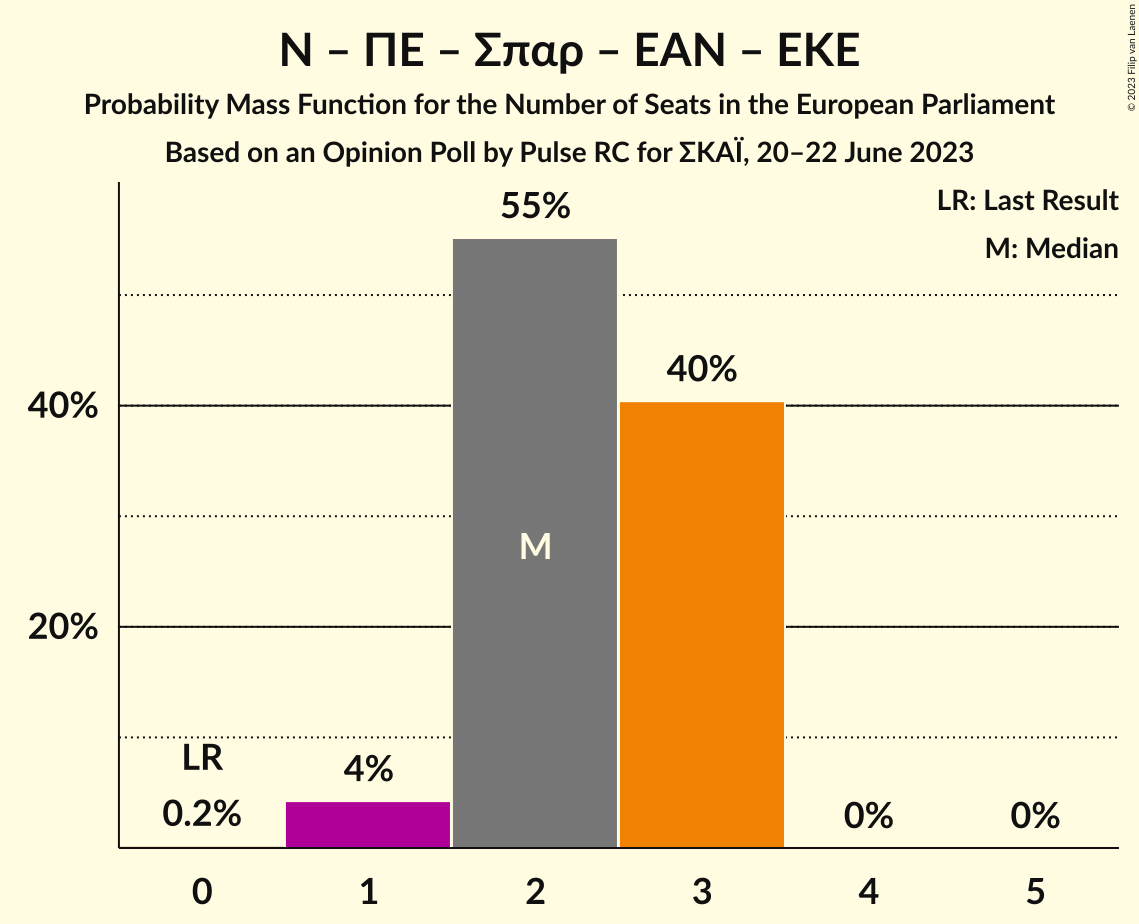 Ν – ΠΕ – Σπαρ – ΕΑΝ – ΕΚΕ
Probability Mass Function for the Number of Seats in the European Parliament
Based on an Opinion Poll by Pulse RC for ΣΚΑΪ, 20–22 June 2023
© 2023 Filip van Laenen
LR: Last Result
M: Median
55%
40%
40%
M
20%
LR
4%
0.2%
0%
0%
0
1
2
3
4
5